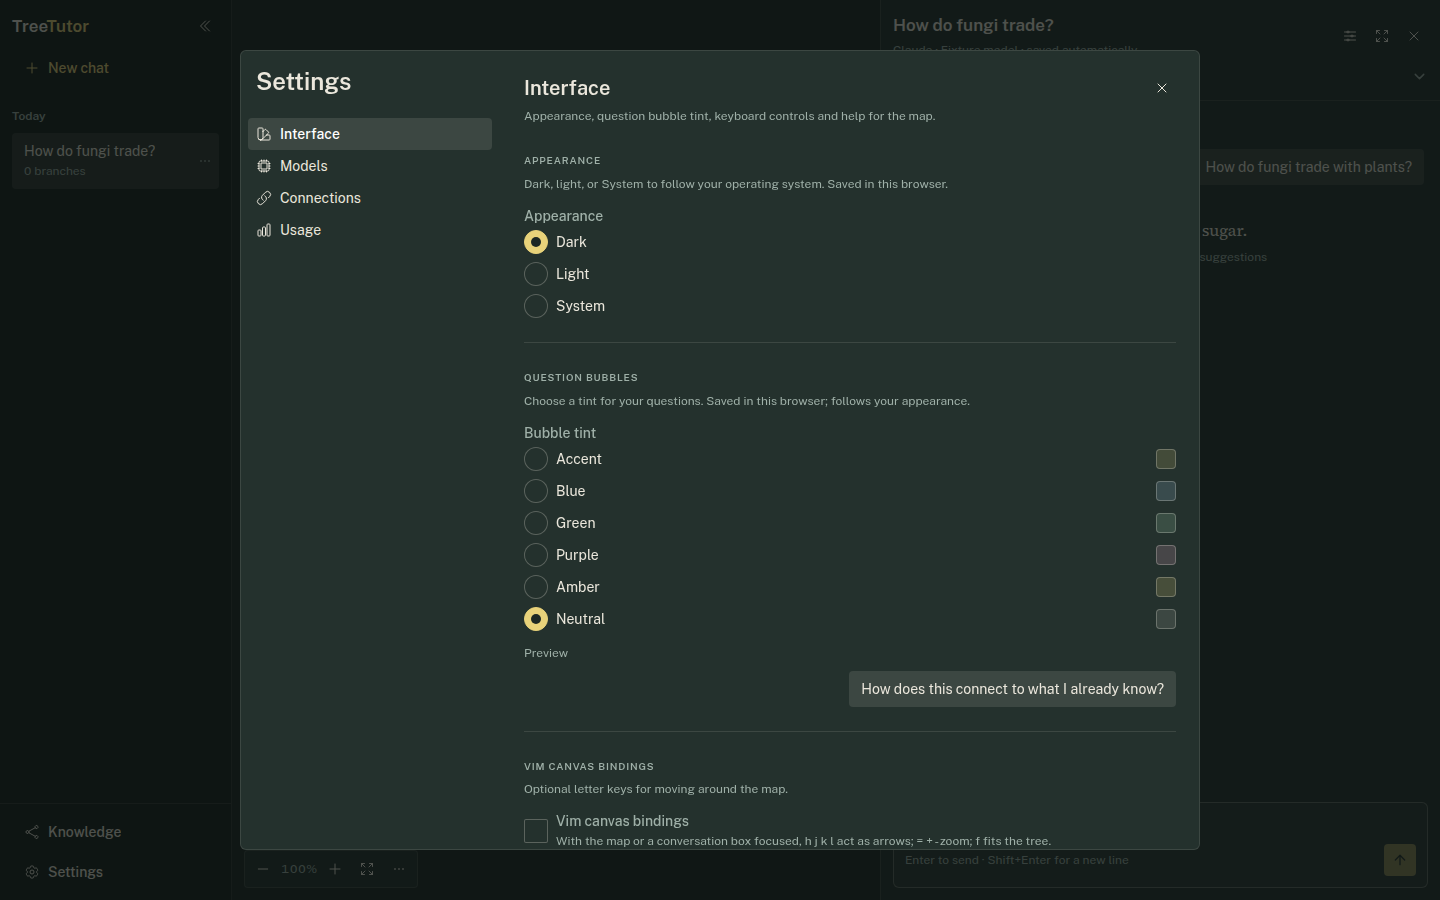 TreeTutor
New chat
Today
How do fungi trade?
0 branches
Knowledge
Settings
Settings
Interface
Models
Connections
Usage
Interface
Appearance, question bubble tint, keyboard controls and help for the map.
APPEARANCE
Dark, light, or System to follow your operating system. Saved in this browser.
Appearance
Dark
Light
System
QUESTION BUBBLES
Choose a tint for your questions. Saved in this browser; follows your appearance.
Bubble tint
Accent
Blue
Green
Purple
Amber
Neutral
Preview
How does this connect to what I already know?
VIM CANVAS BINDINGS
Optional letter keys for moving around the map.
Vim canvas bindings
With the map or a conversation box focused, h j k l act as arrows; = + - zoom; f fits the tree.
100%
How do fungi trade?
Claude · Fixture model · saved automatically
How do fungi trade with plants?
sugar.
suggestions
Enter to send · Shift+Enter for a new line